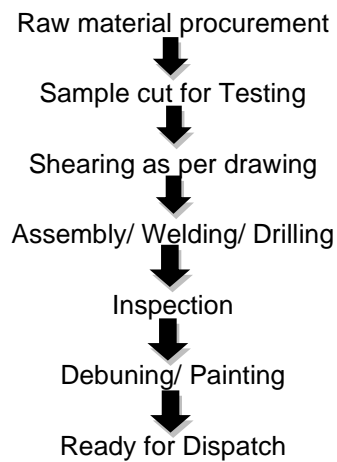 Raw material procurement
Sample cut for Testing
Shearing as per drawing
Assembly/ Welding/ Drilling
Inspection
Debuning/ Painting
Ready for Dispatch